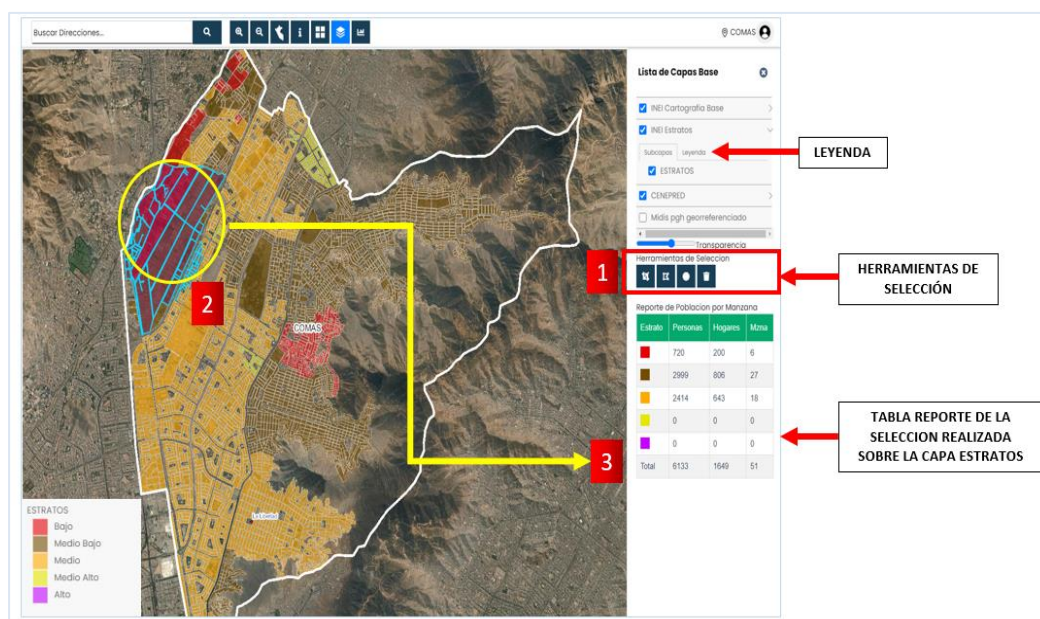 Buscar Direcciones...
COMAS
Lista de Capas Base
INEI Cartografia Base
INEI Estratos
Subcapas Leyenda
ESTRATOS
CENEPRED
Midis pgh georreferenciado
Transparencia
Herramientas de Seleccion
1
Reporte de Poblacion por Manzana
Estrato Personas Hogares Mzna
720 200 6
2999 806 27
2414 643 18
0 0 0
0 0 0
Total 6133 1649 51
LEYENDA
HERRAMIENTAS DE
SELECCIÓN
TABLA REPORTE DE LA
SELECCION REALIZADA
SOBRE LA CAPA ESTRATOS
2
COMAS
3
La Libertad
ESTRATOS
Bajo
Medio Bajo
Medio
Medio Alto
Alto